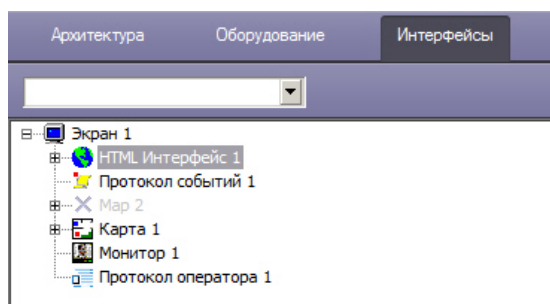 Архитектура Оборудование Интерфейсы
Экран 1
HTML Интерфейс 1
Протокол событий 1
Map 2
Карта 1
Монитор 1
Протокол оператора 1